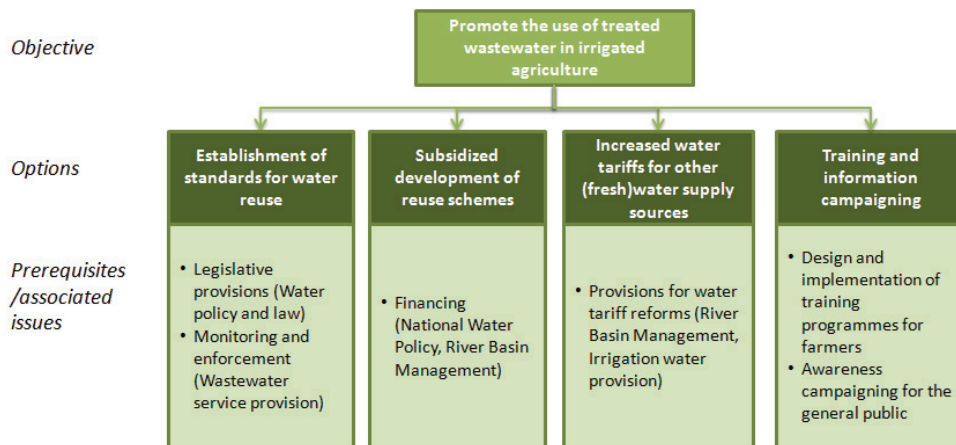 Objective
Promote the use of treated
wastewater in irrigated
agriculture
Options
Establishment of
standards for water
reuse
Subsidized
development of
reuse schemes
Increased water
tariffs for other
(fresh)water supply
sources
Training and
information
campaigning
Prerequisites
/associated
issues
• Legislative
provisions (Water
policy and law)
• Monitoring and
enforcement
(Wastewater
service provision)
• Financing
(National Water
Policy, River Basin
Management)
• Provisions for water
tariff reforms (River
Basin Management,
Irrigation water
provision)
• Design and
implementation of
training
programmes for
farmers
• Awareness
campaigning for the
general public